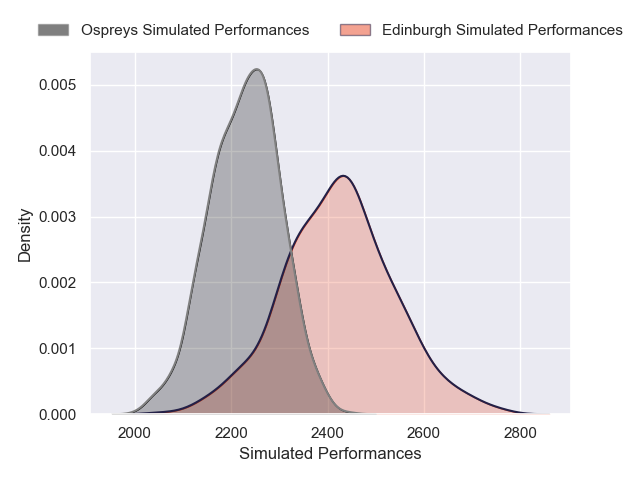 Ospreys Simulated Performances Edinburgh Simulated Performances
0.005
0.004
0.003
0.002
0.001
0.000
Density
2000 2200 2400 2600 2800
Simulated Performances